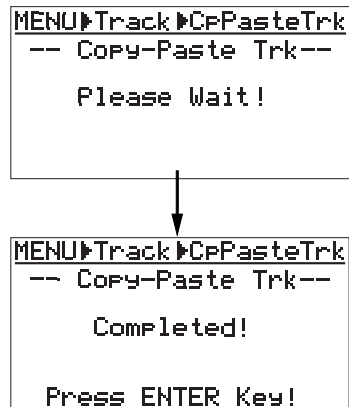 MENU▶Track▶CpPasteTrk
-- Copy-Paste Trk--
Please Wait!
MENU▶Track▶CpPasteTrk
-- Copy-Paste Trk--
Completed!
Press ENTER Key!